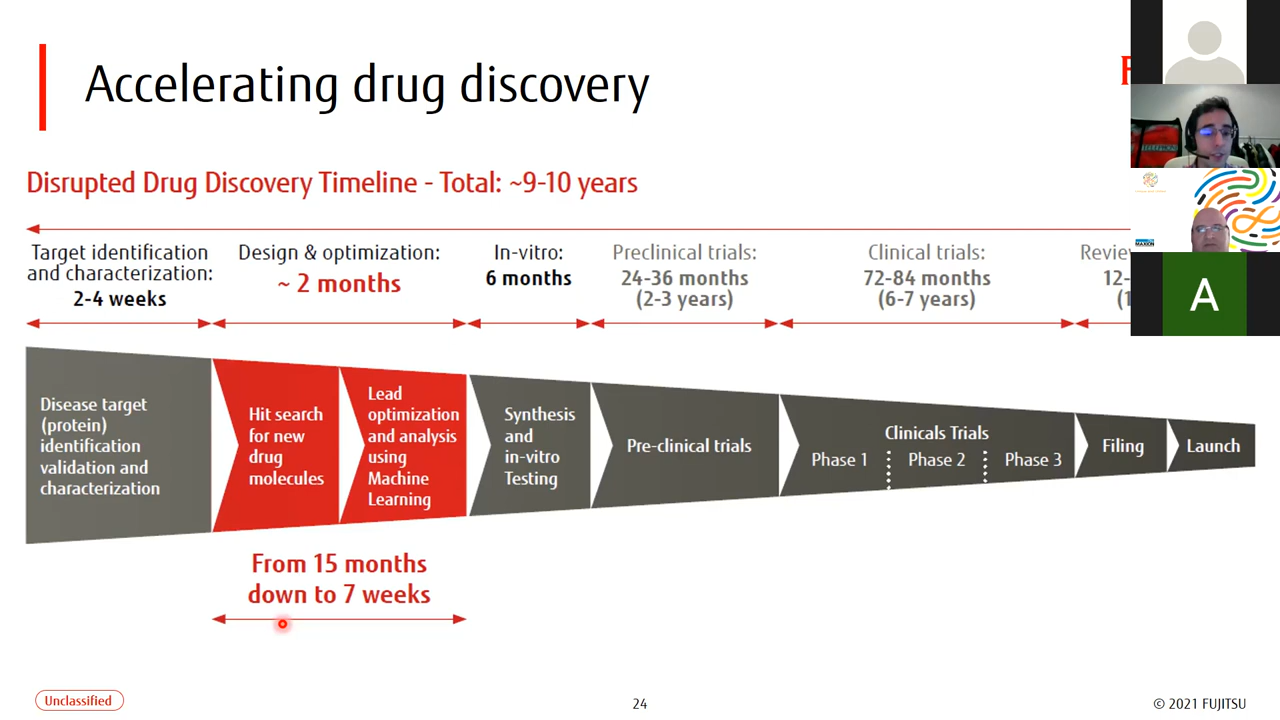 Accelerating drug discovery
F
Disrupted Drug Discovery Timeline - Total: ~9-10 years
Target identification
and characterization:
2-4 weeks
Design & optimization:
~ 2 months
In-vitro:
6 months
Preclinical trials:
24-36 months
(2-3 years)
Clinical trials:
72-84 months
(6-7 years)
Disease target
(protein)
identification
validation and
characterization
Hit search
for new
drug
molecules
Lead
optimization
and analysis
using
Machine
Learning
Synthesis
and
in-vitro
Testing
Pre-clinical trials
Clinicals Trials
Phase 1
Phase 2
Phase 3
Filing
Launch
From 15 months
down to 7 weeks
A
Unclassified
24
© 2021 FUJITSU